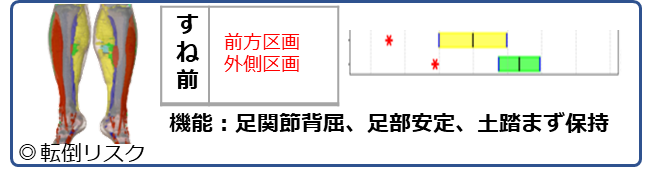 すね前
前方区画
外側区画
機能：足関節背屈、足部安定、土踏まず保持
◎転倒リスク